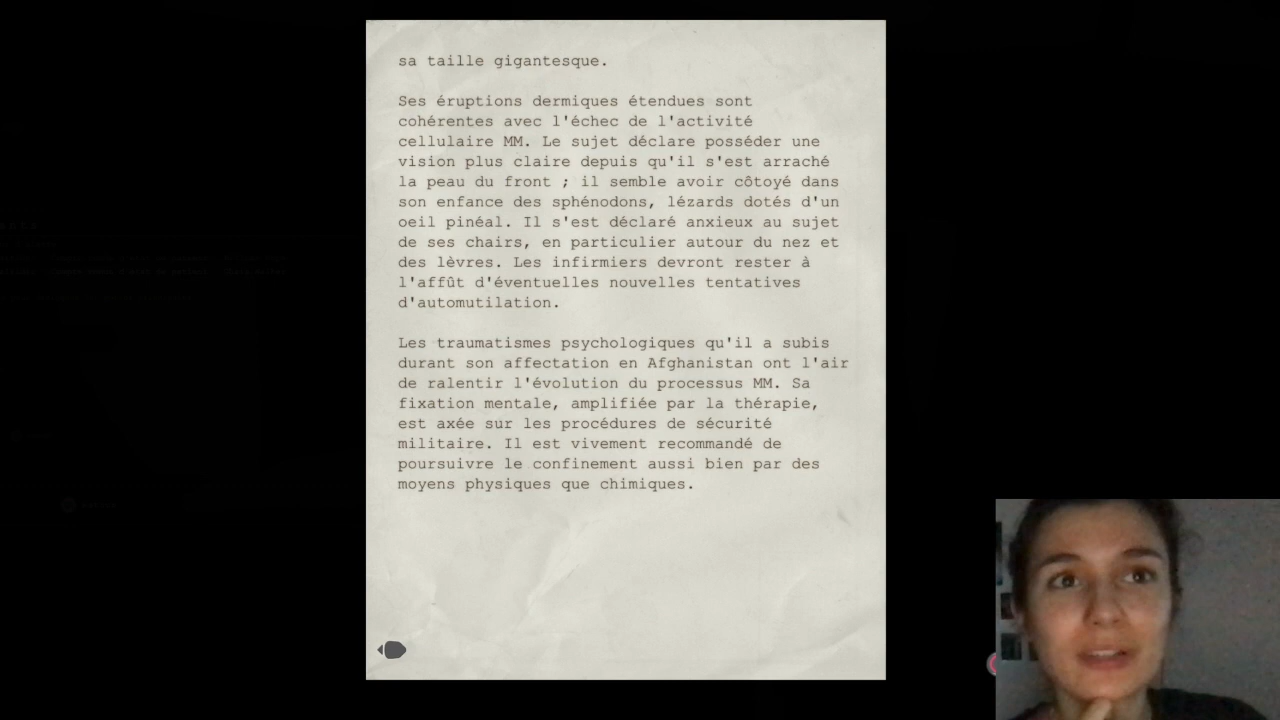 sa taille gigantesque.
Ses éruptions dermiques étendues sont
cohérentes avec l'échec de l'activité
cellulaire MM. Le sujet déclare posséder une
vision plus claire depuis qu'il s'est arraché
la peau du front ; il semble avoir côtoyé dans
son enfance des sphénodons, lézards dotés d'un
oeil pinéal. Il s'est déclaré anxieux au sujet
de ses chairs, en particulier autour du nez et
des lèvres. Les infirmiers devront rester à
l'affût d'éventuelles nouvelles tentatives
d'automutilation.
Les traumatismes psychologiques qu'il a subis
durant son affectation en Afghanistan ont l'air
de ralentir l'évolution du processus MM. Sa
fixation mentale, amplifiée par la thérapie,
est axée sur les procédures de sécurité
militaire. Il est vivement recommandé de
poursuivre le confinement aussi bien par des
moyens physiques que chimiques.